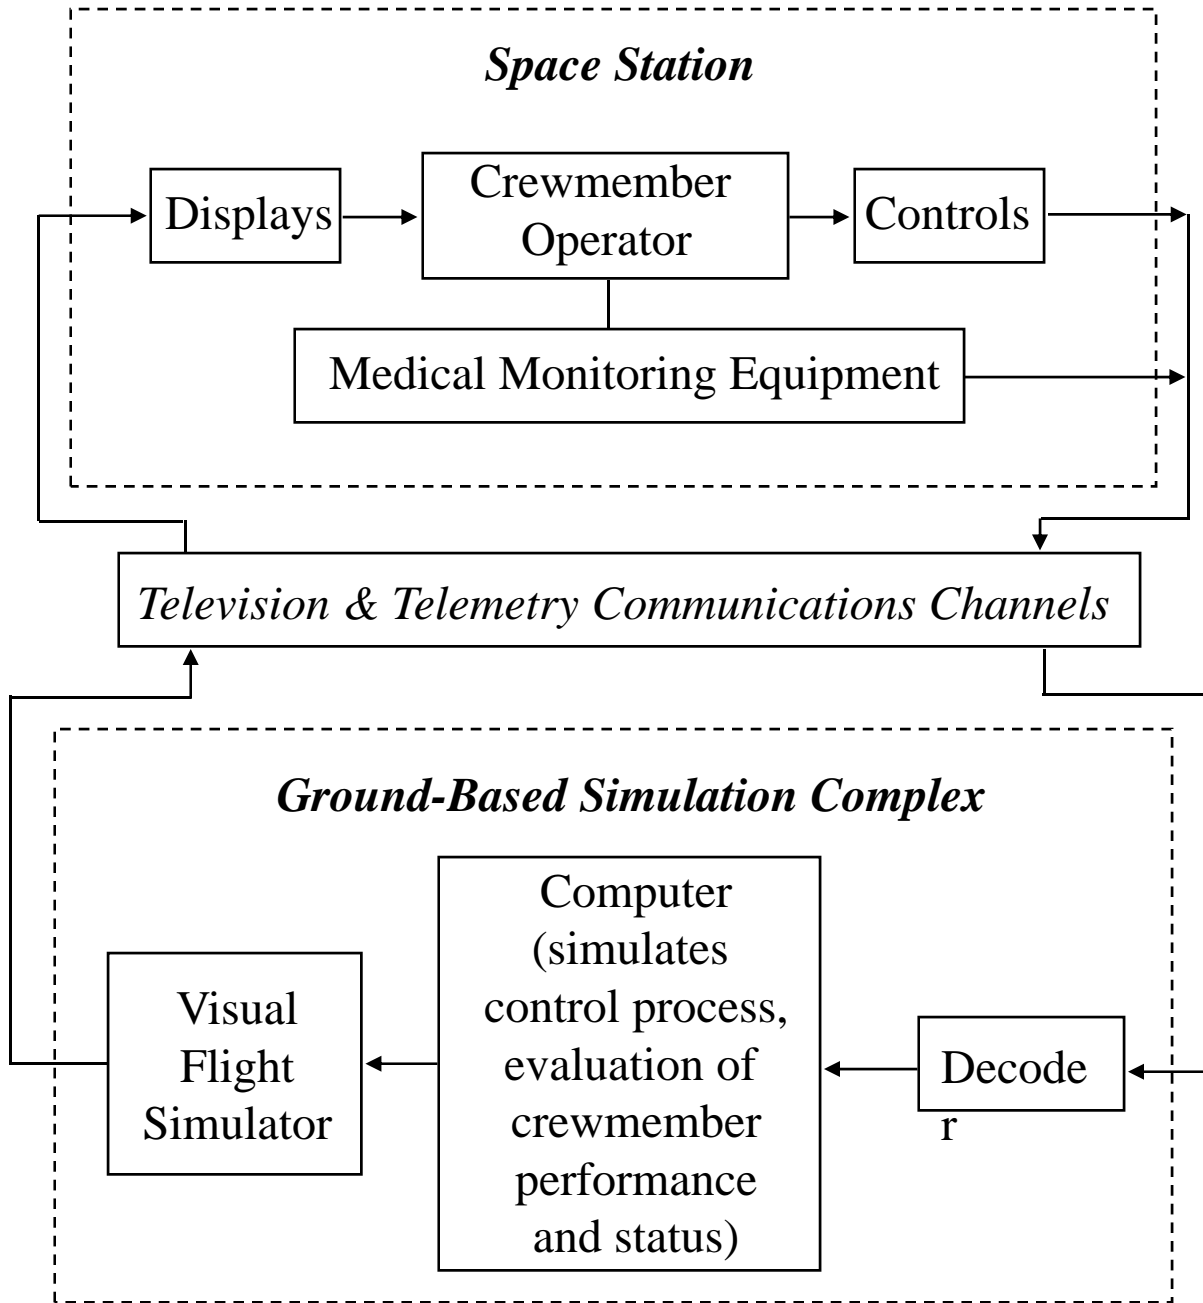 Space Station
Displays
Crewmember
Operator
Controls
Medical Monitoring Equipment
Television & Telemetry Communications Channels
Ground-Based Simulation Complex
Visual
Flight
Simulator
Computer
(simulates
control process,
evaluation of
crewmember
performance
and status)
Decode
r